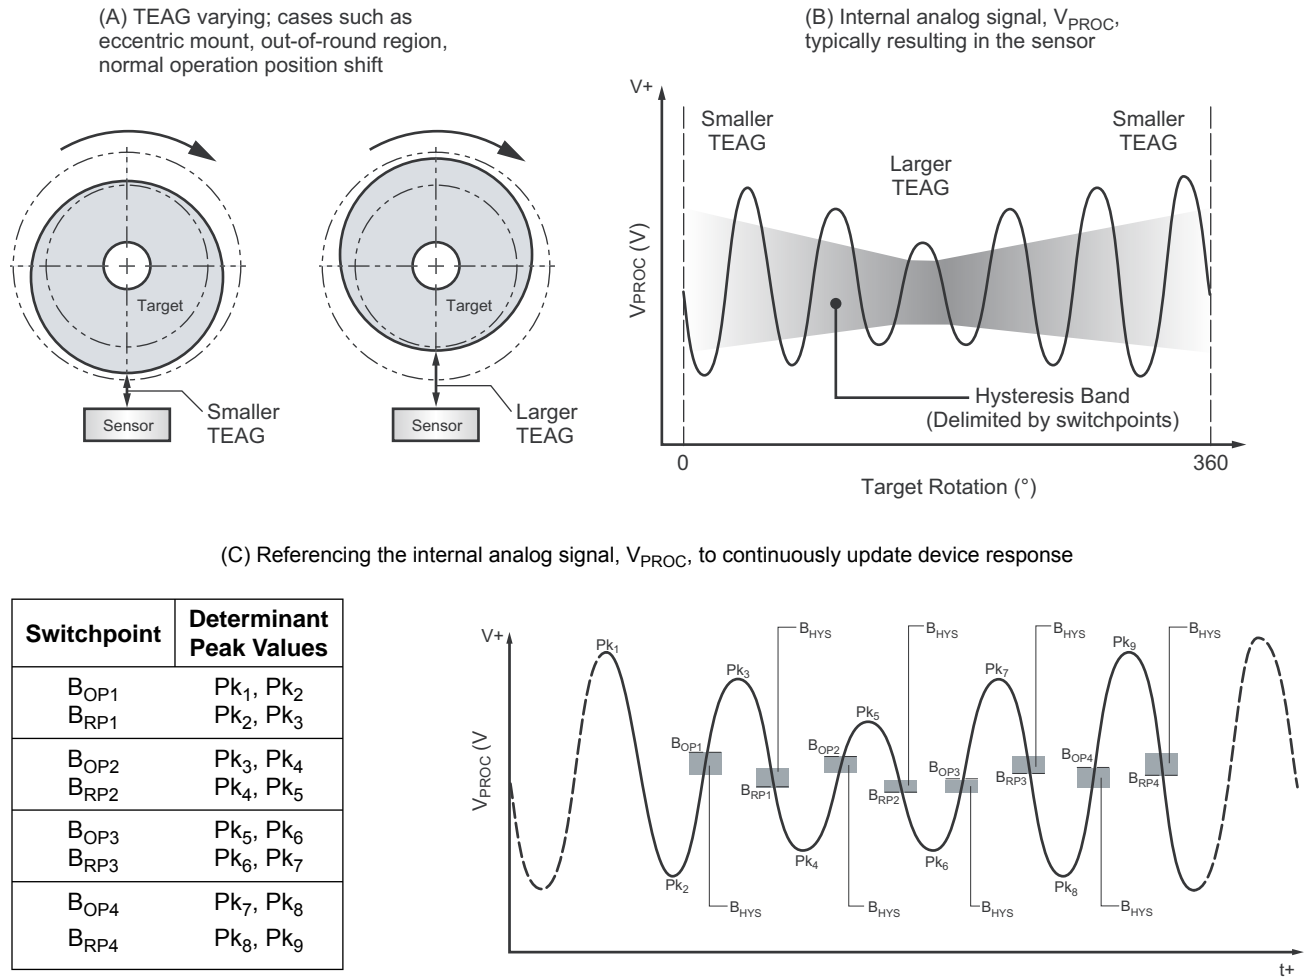 (A) TEAG varying; cases such as
eccentric mount, out-of-round region,
normal operation position shift
Target
Sensor
Smaller
TEAG
Target
Sensor
Larger
TEAG
(B) Internal analog signal, VPROC,
typically resulting in the sensor
V+
Smaller
TEAG
Larger
TEAG
Smaller
TEAG
VPROC (V)
Hysteresis Band
(Delimited by switchpoints)
0
360
Target Rotation (°)
(C) Referencing the internal analog signal, VPROC, to continuously update device response
Switchpoint
Determinant
Peak Values
BOP1 Pk1, Pk2
BRP1 Pk2, Pk3
BOP2 Pk3, Pk4
BRP2 Pk4, Pk5
BOP3 Pk5, Pk6
BRP3 Pk6, Pk7
BOP4 Pk7, Pk8
BRP4 Pk8, Pk9
V+
VPROC (V
BHYS
BHYS
BHYS
BHYS
Pk1
Pk3
Pk5
Pk7
Pk9
BOP1
BRP1
BOP2
BRP2
BOP3
BRP3
BOP4
BRP4
Pk2
Pk4
Pk6
Pk8
BHYS
BHYS
BHYS
BHYS
t+